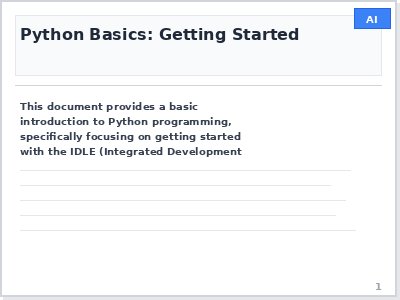 AI
Python Basics: Getting Started
This document provides a basic
introduction to Python programming,
specifically focusing on getting started
with the IDLE (Integrated Development
1